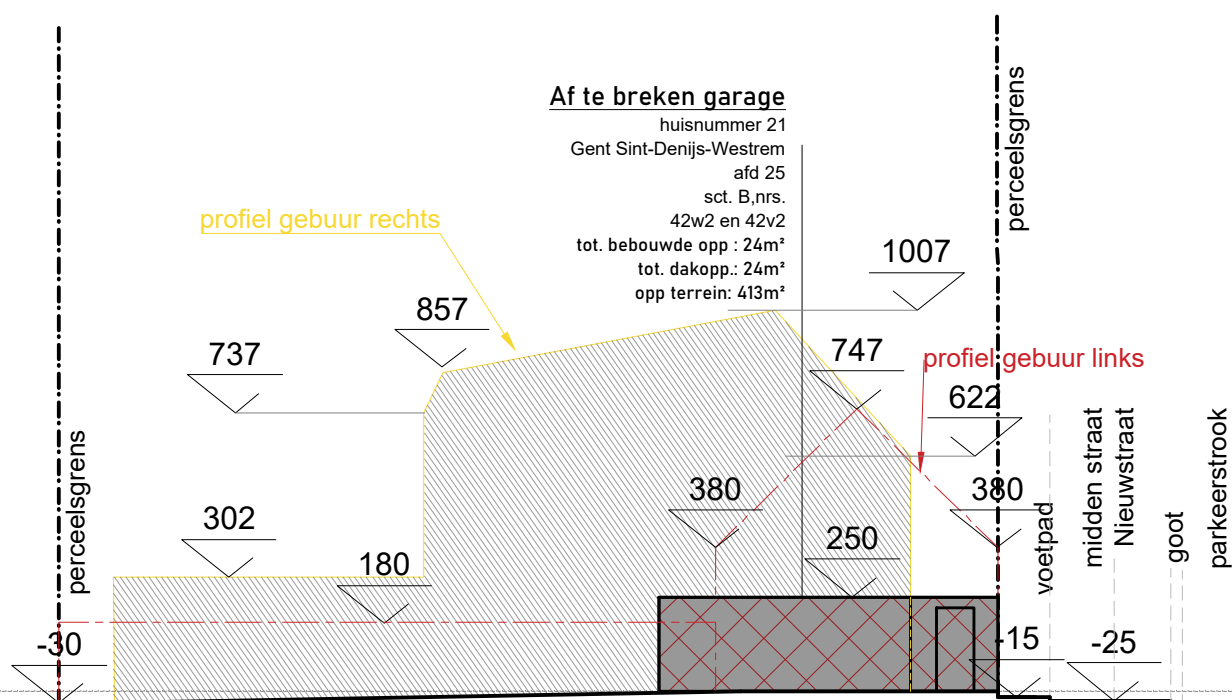 Af te breken garage
huisnummer 21
Gent Sint-Denijs-Westrem
afd 25
sct. B,nrs.
42w2 en 42v2
tot. bebouwde opp : 24m²
tot. dakopp.: 24m²
opp terrein: 413m²
perceelsgrens
profiel gebuur rechts
1007
857
737
747
profiel gebuur links
622
perceelsgrens
380
380
302
250
180
-30
-15
-25
voetpad
midden straat
Nieuwstraat
goot
parkeerstrook